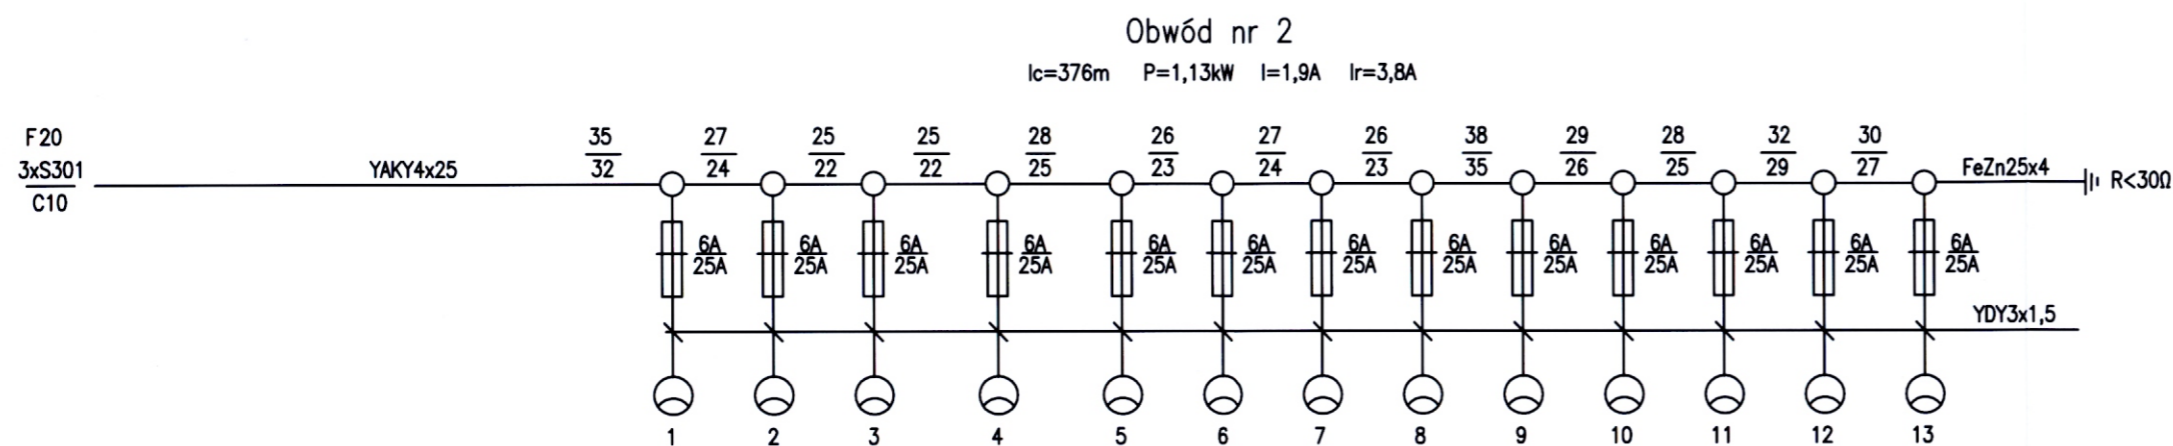 Obwód nr 2
Ic=376m P=1,13kW I=1,9A Ir=3,8A
F20
3xS301
C10
YAKY4x25
35 27 25 25 28 26 27 26 38 29 28 32 30
32 24 22 22 25 23 24 23 35 26 25 29 27
FeZn25x4 R<30Ω
6A 6A 6A 6A 6A 6A 6A 6A 6A 6A 6A 6A 6A
25A 25A 25A 25A 25A 25A 25A 25A 25A 25A 25A 25A 25A
YDY3x1,5
1 2 3 4 5 6 7 8 9 10 11 12 13